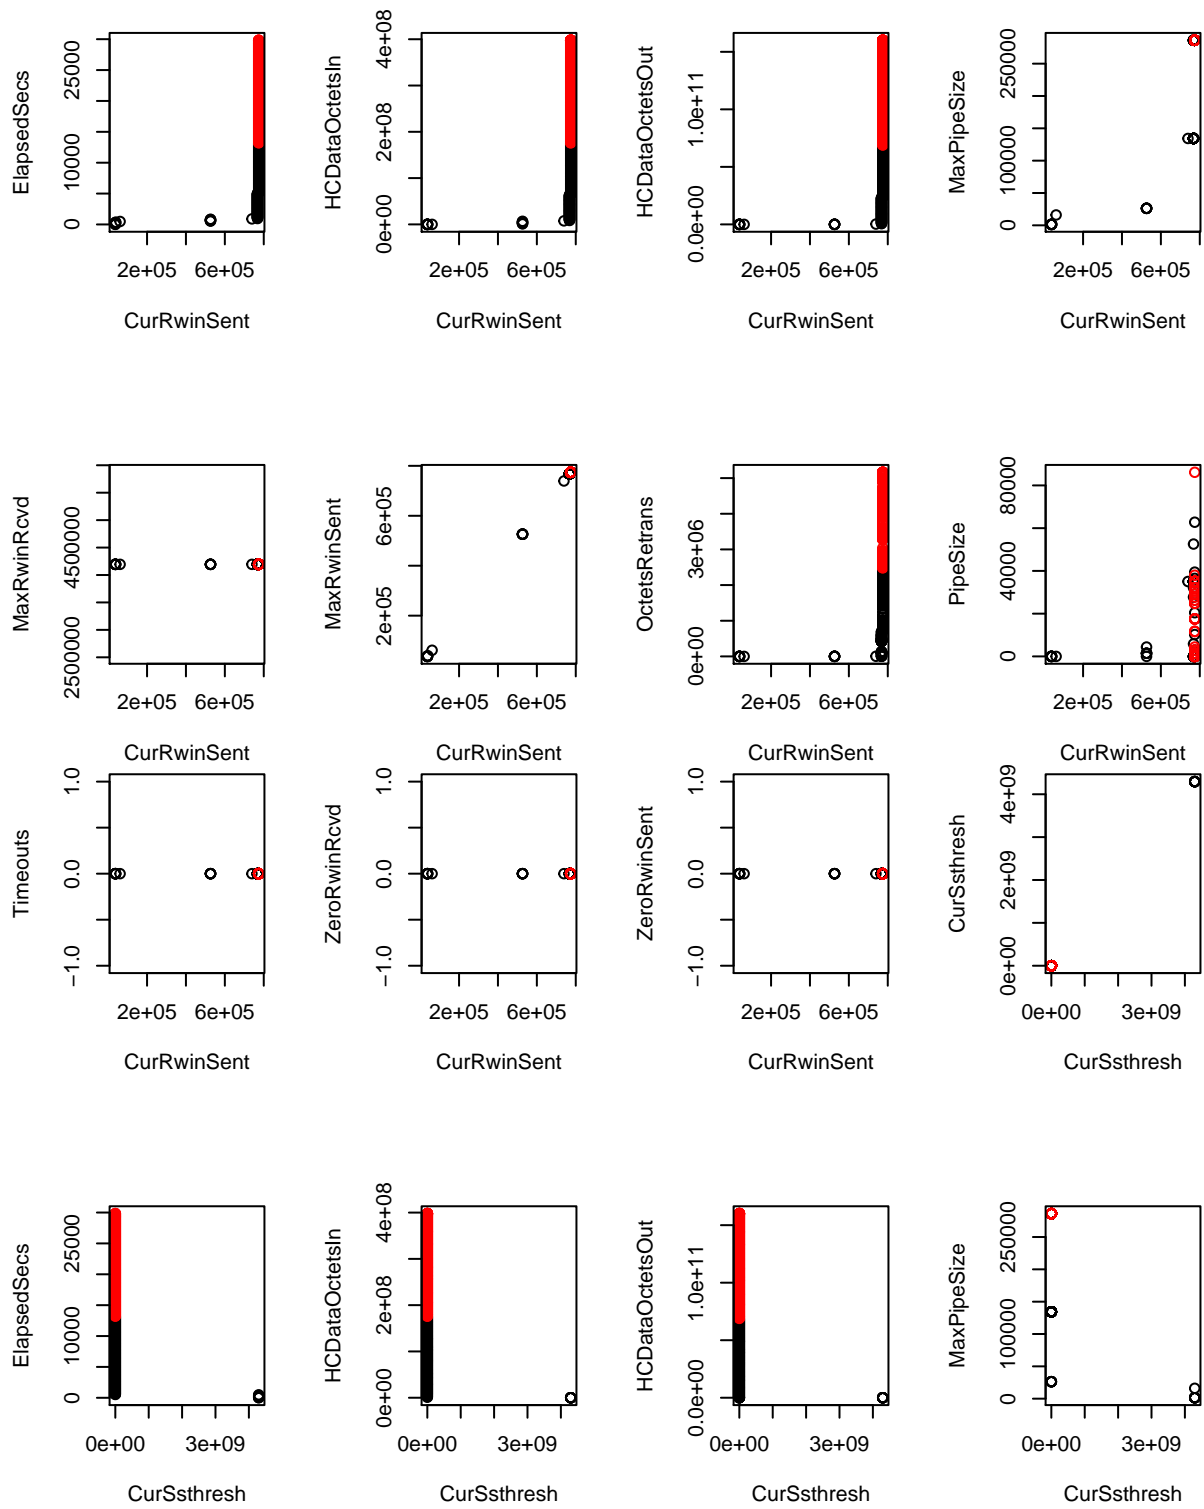 ElapsedSecs
0 10000 25000
2e+05 6e+05
CurRwinSent
HCDataOctetsIn
0e+00 2e+08 4e+08
2e+05 6e+05
CurRwinSent
HCDataOctetsOut
0.0e+00 1.0e+11
2e+05 6e+05
CurRwinSent
MaxPipeSize
0 100000 250000
2e+05 6e+05
CurRwinSent
MaxRwinRcvd
2500000 4500000
2e+05 6e+05
CurRwinSent
MaxRwinSent
2e+05 6e+05
2e+05 6e+05
CurRwinSent
OctetsRetrans
0e+00 3e+06
2e+05 6e+05
CurRwinSent
PipeSize
0 40000 80000
2e+05 6e+05
CurRwinSent
Timeouts
−1.0 0.0 1.0
2e+05 6e+05
CurRwinSent
ZeroRwinRcvd
−1.0 0.0 1.0
2e+05 6e+05
CurRwinSent
ZeroRwinSent
−1.0 0.0 1.0
2e+05 6e+05
CurRwinSent
CurSsthresh
0e+00 2e+09 4e+09
0e+00 3e+09
CurSsthresh
ElapsedSecs
0 10000 25000
0e+00 3e+09
CurSsthresh
HCDataOctetsIn
0e+00 2e+08 4e+08
0e+00 3e+09
CurSsthresh
HCDataOctetsOut
0.0e+00 1.0e+11
0e+00 3e+09
CurSsthresh
MaxPipeSize
0 100000 250000
0e+00 3e+09
CurSsthresh